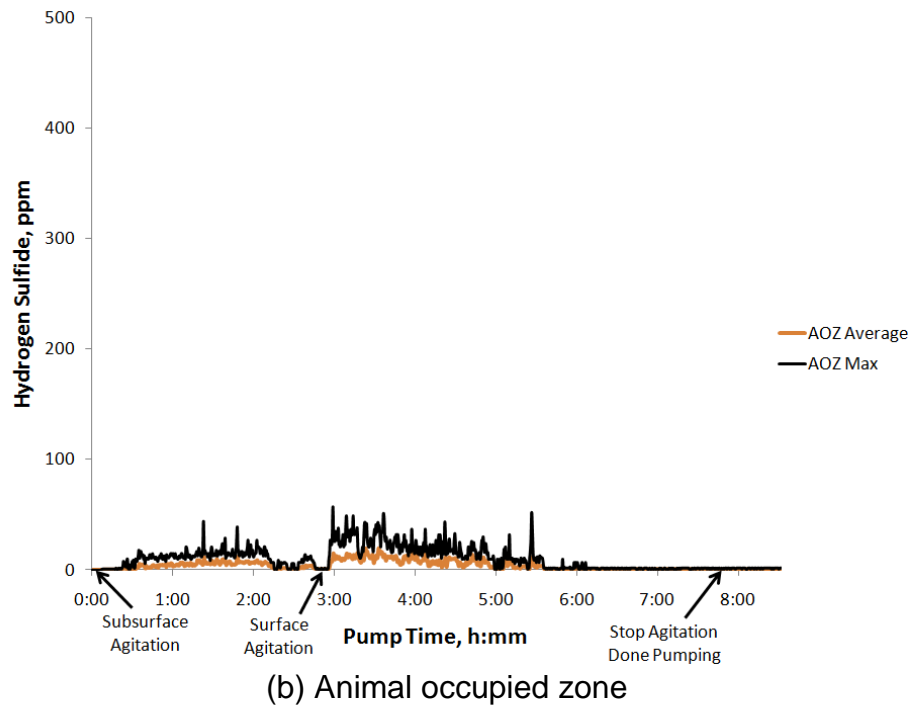 500
400
300
200
100
0
Hydrogen Sulfide, ppm
AOZ Average
AOZ Max
0:00 1:00 2:00 3:00 4:00 5:00 6:00 7:00 8:00
Subsurface
Agitation
Surface
Agitation
Pump Time, h:mm
Stop Agitation
Done Pumping
(b) Animal occupied zone